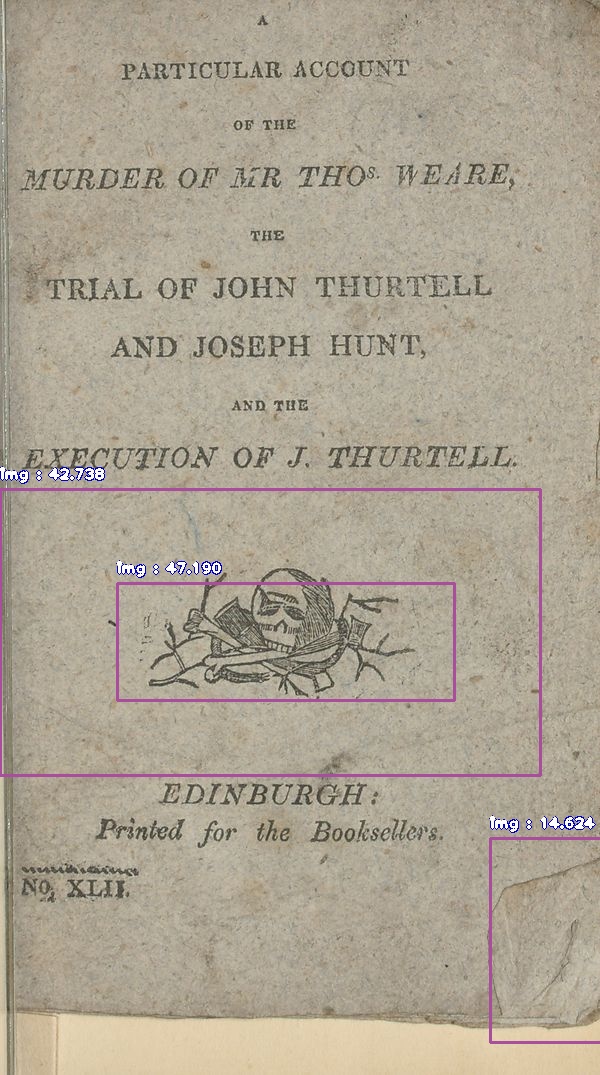 A
PARTICULAR ACCOUNT
OF THE
MURDER OF MR THOS. WEARE,
THE
TRIAL OF JOHN THURTELL
AND JOSEPH HUNT,
AND THE
EXECUTION OF J. THURTELL.
Img : 42.738
Img : 47.190
EDINBURGH:
Printed for the Booksellers.
Img : 14.624
No, XLII.